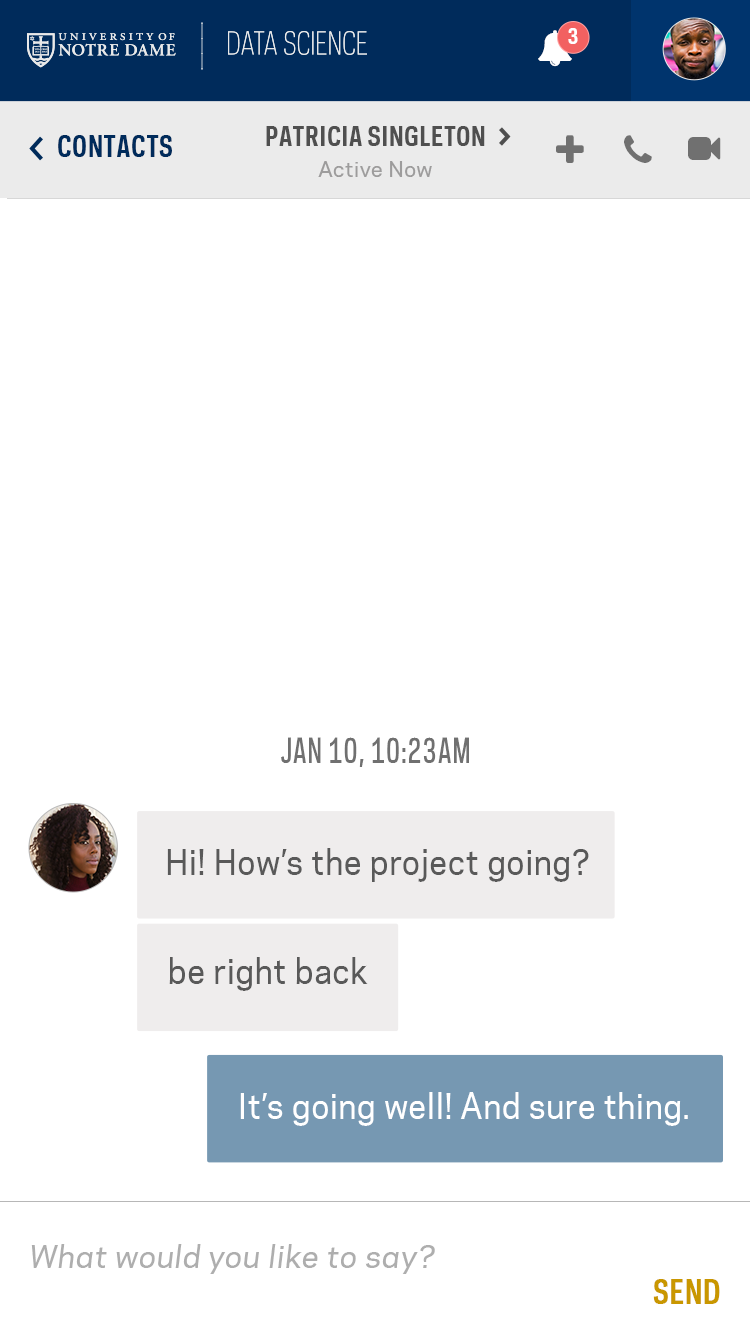 UNIVERSITY OF
NOTRE DAME
DATA SCIENCE
3
CONTACTS
PATRICIA SINGLETON
Active Now
JAN 10, 10:23AM
Hi! How’s the project going?
be right back
It’s going well! And sure thing.
What would you like to say?
SEND